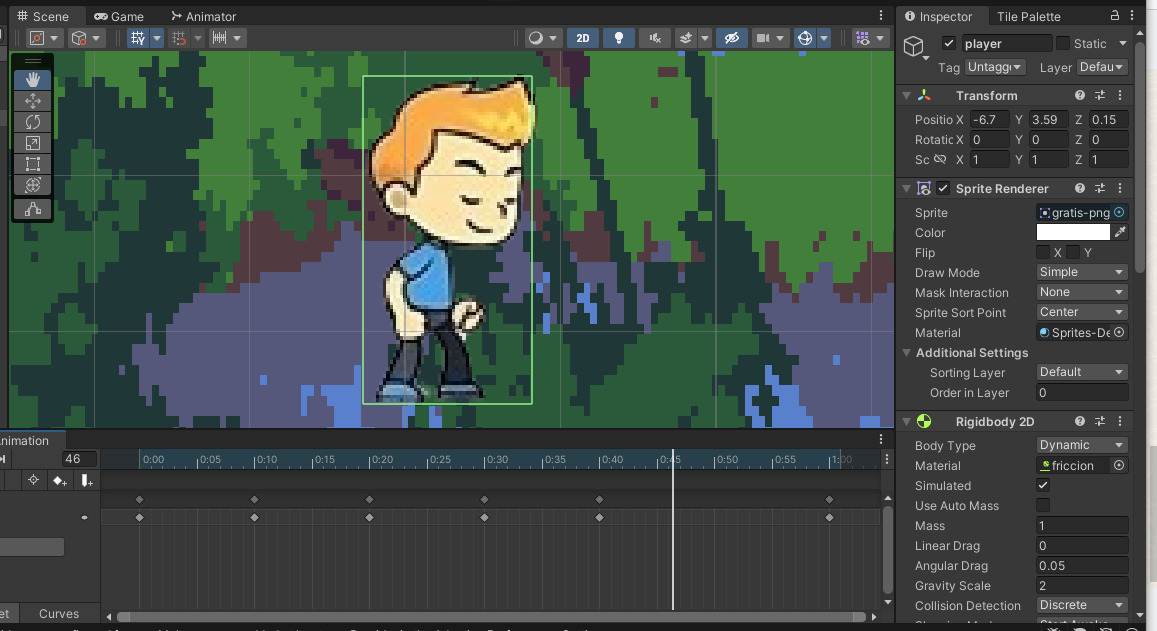 Scene Game Animator
2D
Inspector Tile Palette
player Static
Tag Untagge Layer Defau
Transform
Positio X -6.7 Y 3.59 Z 0.15
Rotatic X 0 Y 0 Z 0
Sc X 1 Y 1 Z 1
Sprite Renderer
Sprite gratis-png
Color
Flip X Y
Draw Mode Simple
Mask Interaction None
Sprite Sort Point Center
Material Sprites-De
Additional Settings
Sorting Layer Default
Order in Layer 0
Rigidbody 2D
Body Type Dynamic
Material friccion
Simulated
Use Auto Mass
Mass 1
Linear Drag 0
Angular Drag 0.05
Gravity Scale 2
Collision Detection Discrete
nimation
46 0:00 0:05 0:10 0:15 0:20 0:25 0:30 0:35 0:40 0:45 0:50 0:55 1:00
et Curves